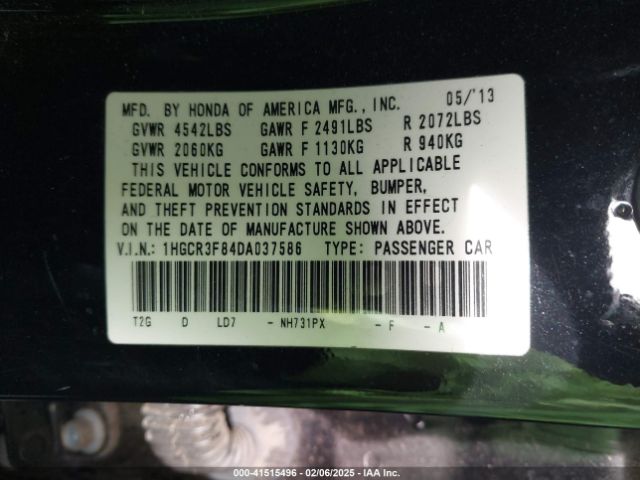 MFD. BY HONDA OF AMERICA MFG., INC. 05/'13
GVWR 4542LBS GAWR F 2491LBS R 2072LBS
GVWR 2060KG GAWR F 1130KG R 940KG
THIS VEHICLE CONFORMS TO ALL APPLICABLE
FEDERAL MOTOR VEHICLE SAFETY, BUMPER,
AND THEFT PREVENTION STANDARDS IN EFFECT
ON THE DATE OF MANUFACTURE SHOWN ABOVE.
V.I.N.: 1HGCR3F84DA037586 TYPE: PASSENGER CAR
T2G D LD7 - NH731PX - F - A
000-41515496 - 02/06/2025 - IAA Inc.